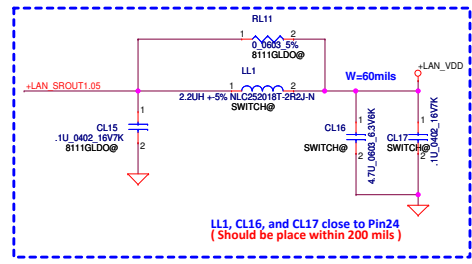 RL11
1 2
0_0603_5%
8111GLDO@
+LAN_VDD
+LAN_SROUT1.05
LL1
1 2
2.2UH +-5% NLC252018T-2R2J-N
SWITCH@
W=60mils
1
CL15
2
.1U_0402_16V7K
8111GLDO@
1
CL16
2
SWITCH@
4.7U_0603_6.3V6K
1
CL17
2
SWITCH@
.1U_0402_16V7K
LL1, CL16, and CL17 close to Pin24
( Should be place within 200 mils )